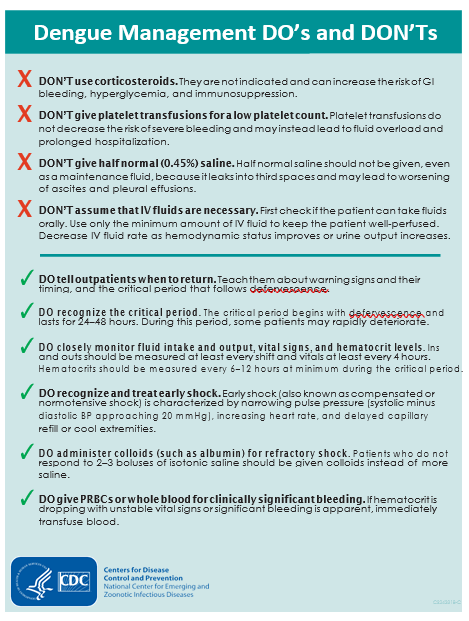 Dengue Management DO's and DON'Ts
X DON'T use corticosteroids. They are not indicated and can increase the risk of GI
bleeding, hyperglycemia, and immunosuppression.
X DON'T give platelet transfusions for a low platelet count. Platelet transfusions do
not decrease the risk of severe bleeding and may instead lead to fluid overload and
prolonged hospitalization.
X DON'T give half normal (0.45%) saline. Half normal saline should not be given, even
as a maintenance fluid, because it leaks into third spaces and may lead to worsening
of ascites and pleural effusions.
X DON'T assume that IV fluids are necessary. First check if the patient can take fluids
orally. Use only the minimum amount of IV fluid to keep the patient well-perfused.
Decrease IV fluid rate as hemodynamic status improves or urine output increases.
✓ DO tell outpatients when to return. Teach them about warning signs and their
timing, and the critical period that follows defervescence.
✓ DO recognize the critical period. The critical period begins with defervescence and
lasts for 24–48 hours. During this period, some patients may rapidly deteriorate.
✓ DO closely monitor fluid intake and output, vital signs, and hematocrit levels. Ins
and outs should be measured at least every shift and vitals at least every 4 hours.
Hematocrits should be measured every 6–12 hours at minimum during the critical period.
✓ DO recognize and treat early shock. Early shock (also known as compensated or
normotensive shock) is characterized by narrowing pulse pressure (systolic minus
diastolic BP approaching 20 mmHg), increasing heart rate, and delayed capillary
refill or cool extremities.
✓ DO administer colloids (such as albumin) for refractory shock. Patients who do not
respond to 2–3 boluses of isotonic saline should be given colloids instead of more
saline.
✓ DO give PRBCs or whole blood for clinically significant bleeding. If hematocrit is
dropping with unstable vital signs or significant bleeding is apparent, immediately
transfuse blood.
CDC
Centers for Disease
Control and Prevention
National Center for Emerging and
Zoonotic Infectious Diseases